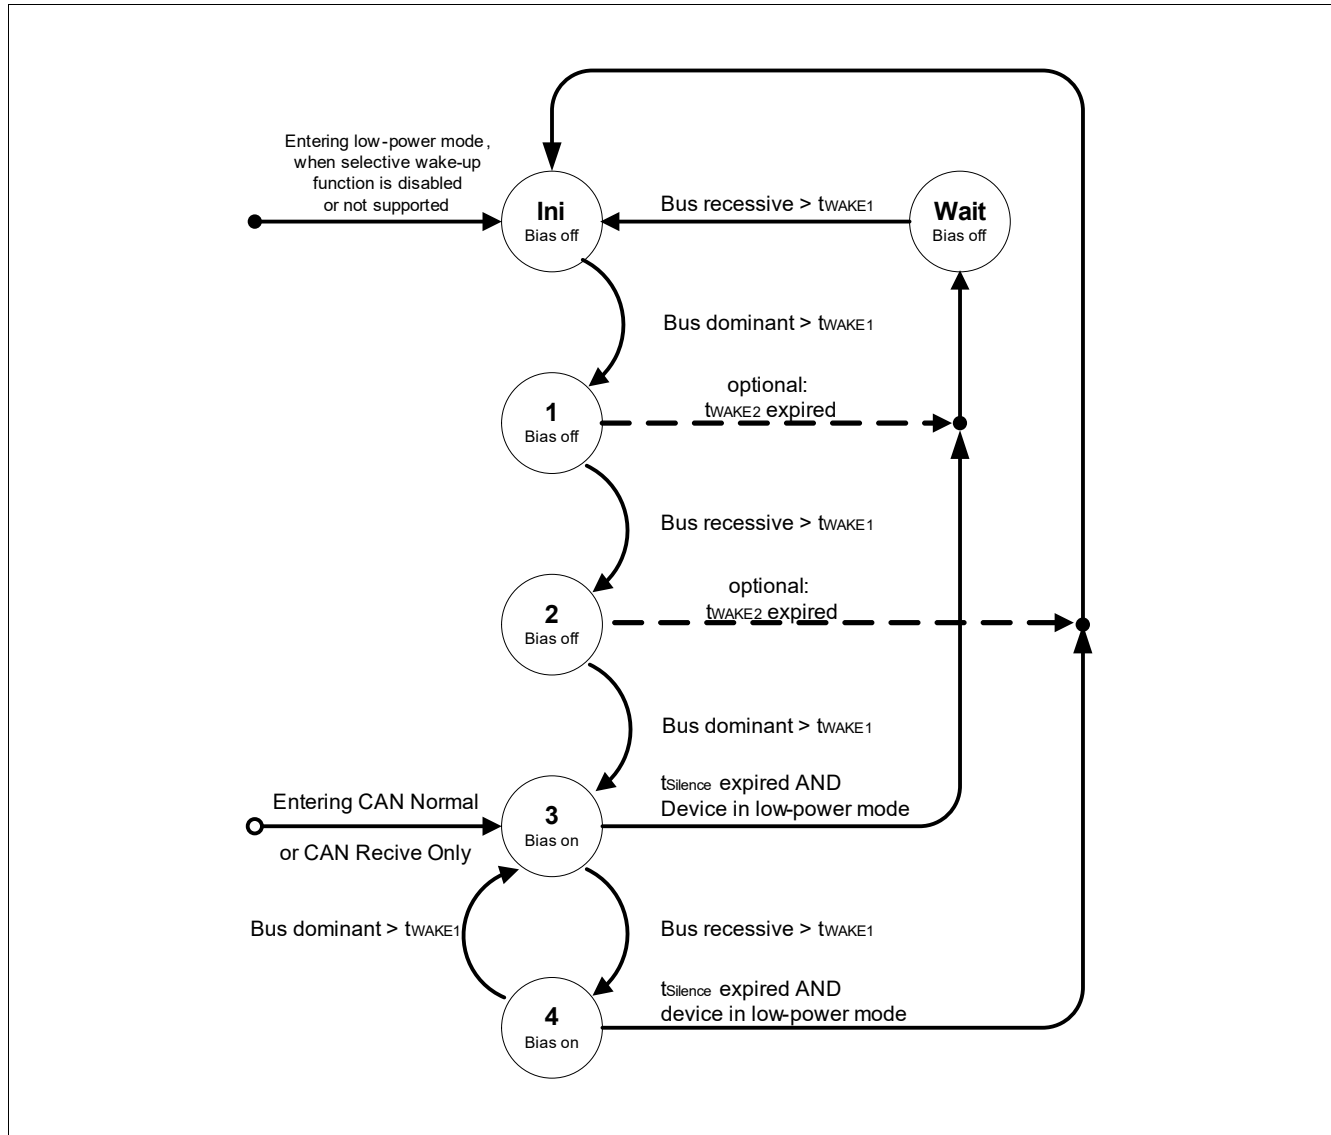 Entering low-power mode,
when selective wake-up
function is disabled
or not supported
Ini
Bias off
Bus recessive > tWAKE1
Wait
Bias off
Bus dominant > tWAKE1
1
Bias off
optional:
tWAKE2 expired
Bus recessive > tWAKE1
2
Bias off
optional:
tWAKE2 expired
Bus dominant > tWAKE1
Entering CAN Normal
or CAN Recive Only
3
Bias on
tSilence expired AND
Device in low-power mode
Bus dominant > tWAKE1
Bus recessive > tWAKE1
4
Bias on
tSilence expired AND
device in low-power mode